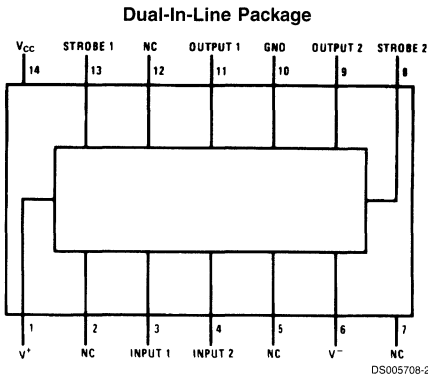 Dual-In-Line Package
VCC STROBE 1 NC OUTPUT 1 GND OUTPUT 2 STROBE 2
14 13 12 11 10 9 8
1 2 3 4 5 6 7
V+ NC INPUT 1 INPUT 2 NC V− NC
DS005708-2